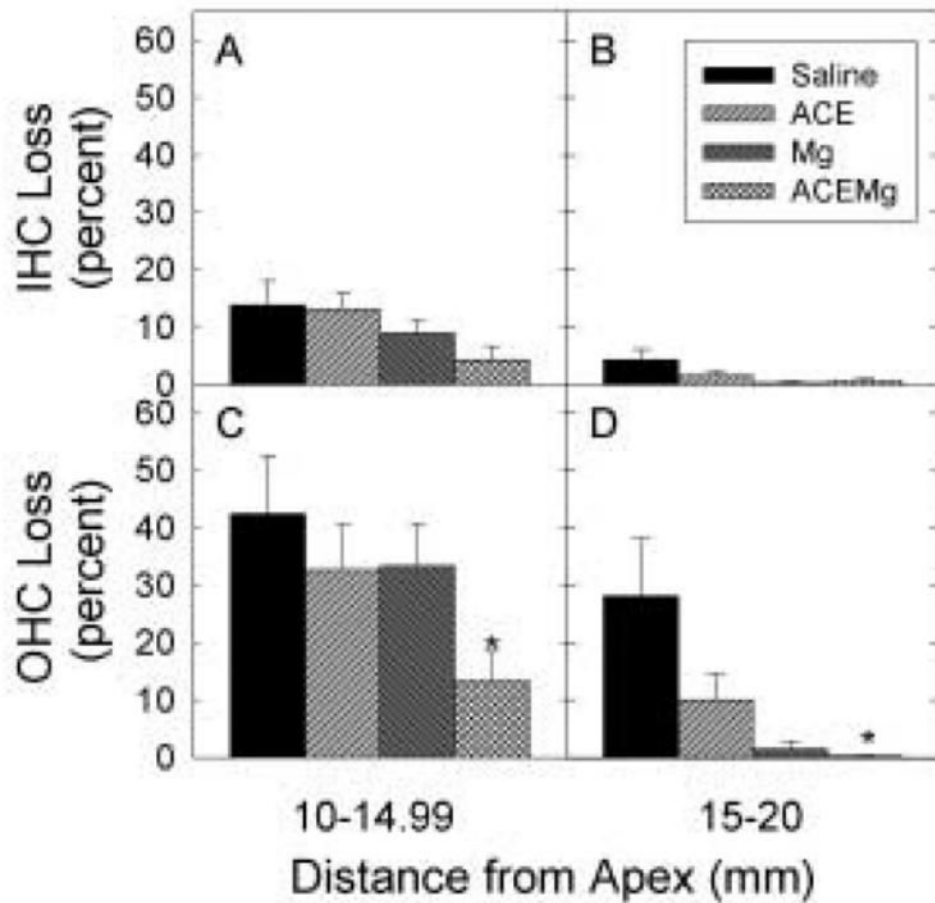 A
B
Saline
ACE
Mg
ACEMg
IHC Loss
(percent)
60
50
40
30
20
10
0
C
D
*
*
OHC Loss
(percent)
60
50
40
30
20
10
0
10-14.99
15-20
Distance from Apex (mm)